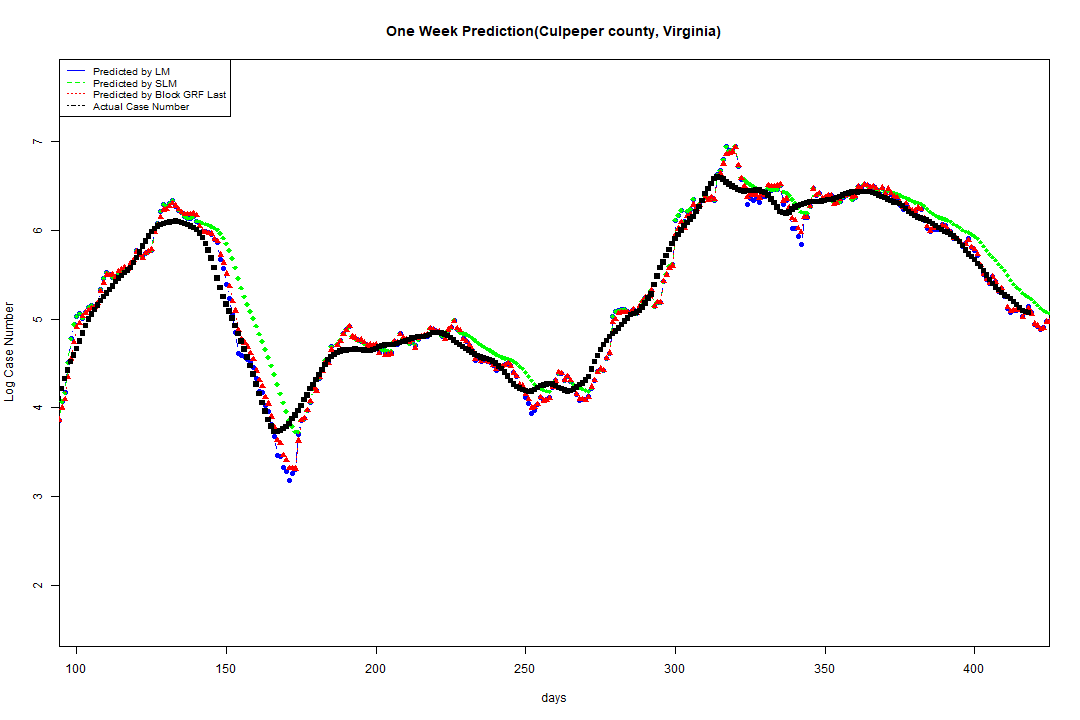 One Week Prediction(Culpeper county, Virginia)
Predicted by LM
Predicted by SLM
Predicted by Block GRF Last
Actual Case Number
Log Case Number
7
6
5
4
3
2
100 150 200 250 300 350 400
days